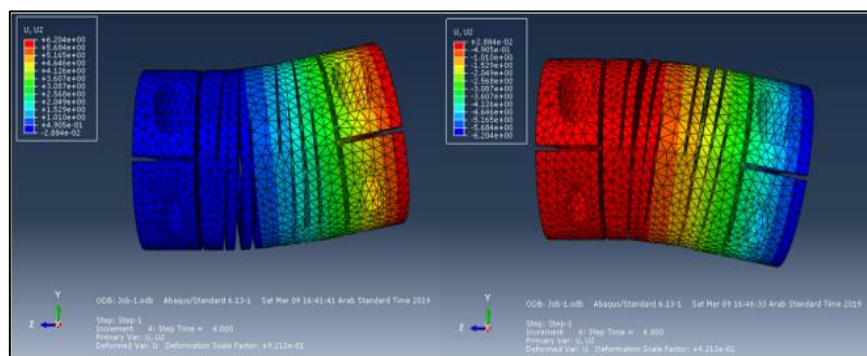 U, U2
+6.204e+00
+5.684e+00
+5.165e+00
+4.646e+00
+4.126e+00
+3.607e+00
+3.087e+00
+2.568e+00
+2.049e+00
+1.529e+00
+1.010e+00
+4.905e-01
-2.884e-02
Y
Z
ODB: Job-1.odb Abaqus/Standard 6.13-1 Sat Mar 09 16:41:41 Arab Standard Time 2019
Step: Step-1
Increment 4: Step Time = 4.000
Primary Var: U, U2
Deformed Var: U Deformation Scale Factor: +9.212e-01
U, U2
+2.884e-02
-4.905e-01
-1.010e+00
-1.529e+00
-2.049e+00
-2.568e+00
-3.087e+00
-3.607e+00
-4.126e+00
-4.646e+00
-5.165e+00
-5.684e+00
-6.204e+00
Y
Z
ODB: Job-1.odb Abaqus/Standard 6.13-1 Sat Mar 09 16:46:33 Arab Standard Time 2019
Step: Step-1
Increment 4: Step Time = 4.000
Primary Var: U, U2
Deformed Var: U Deformation Scale Factor: +9.212e-01